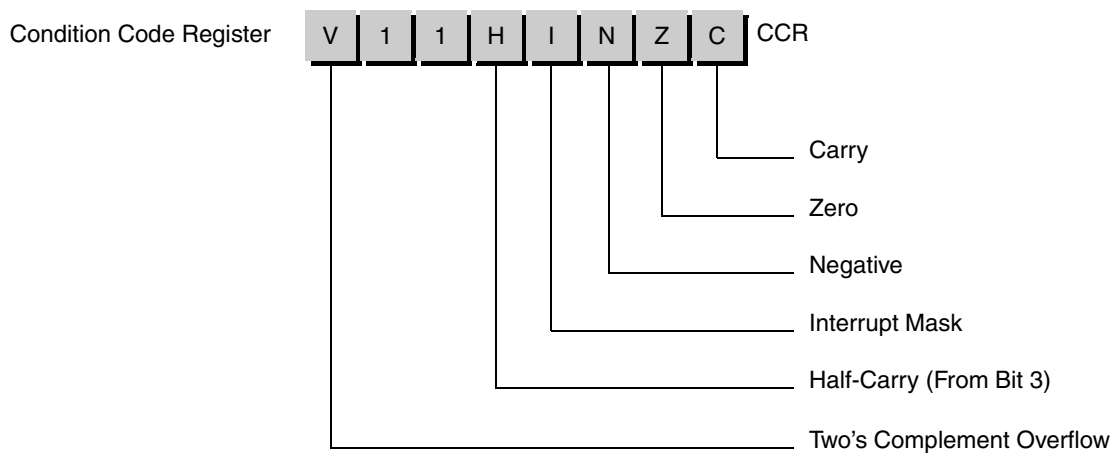 Condition Code Register V 1 1 H I N Z C CCR
Carry
Zero
Negative
Interrupt Mask
Half-Carry (From Bit 3)
Two's Complement Overflow